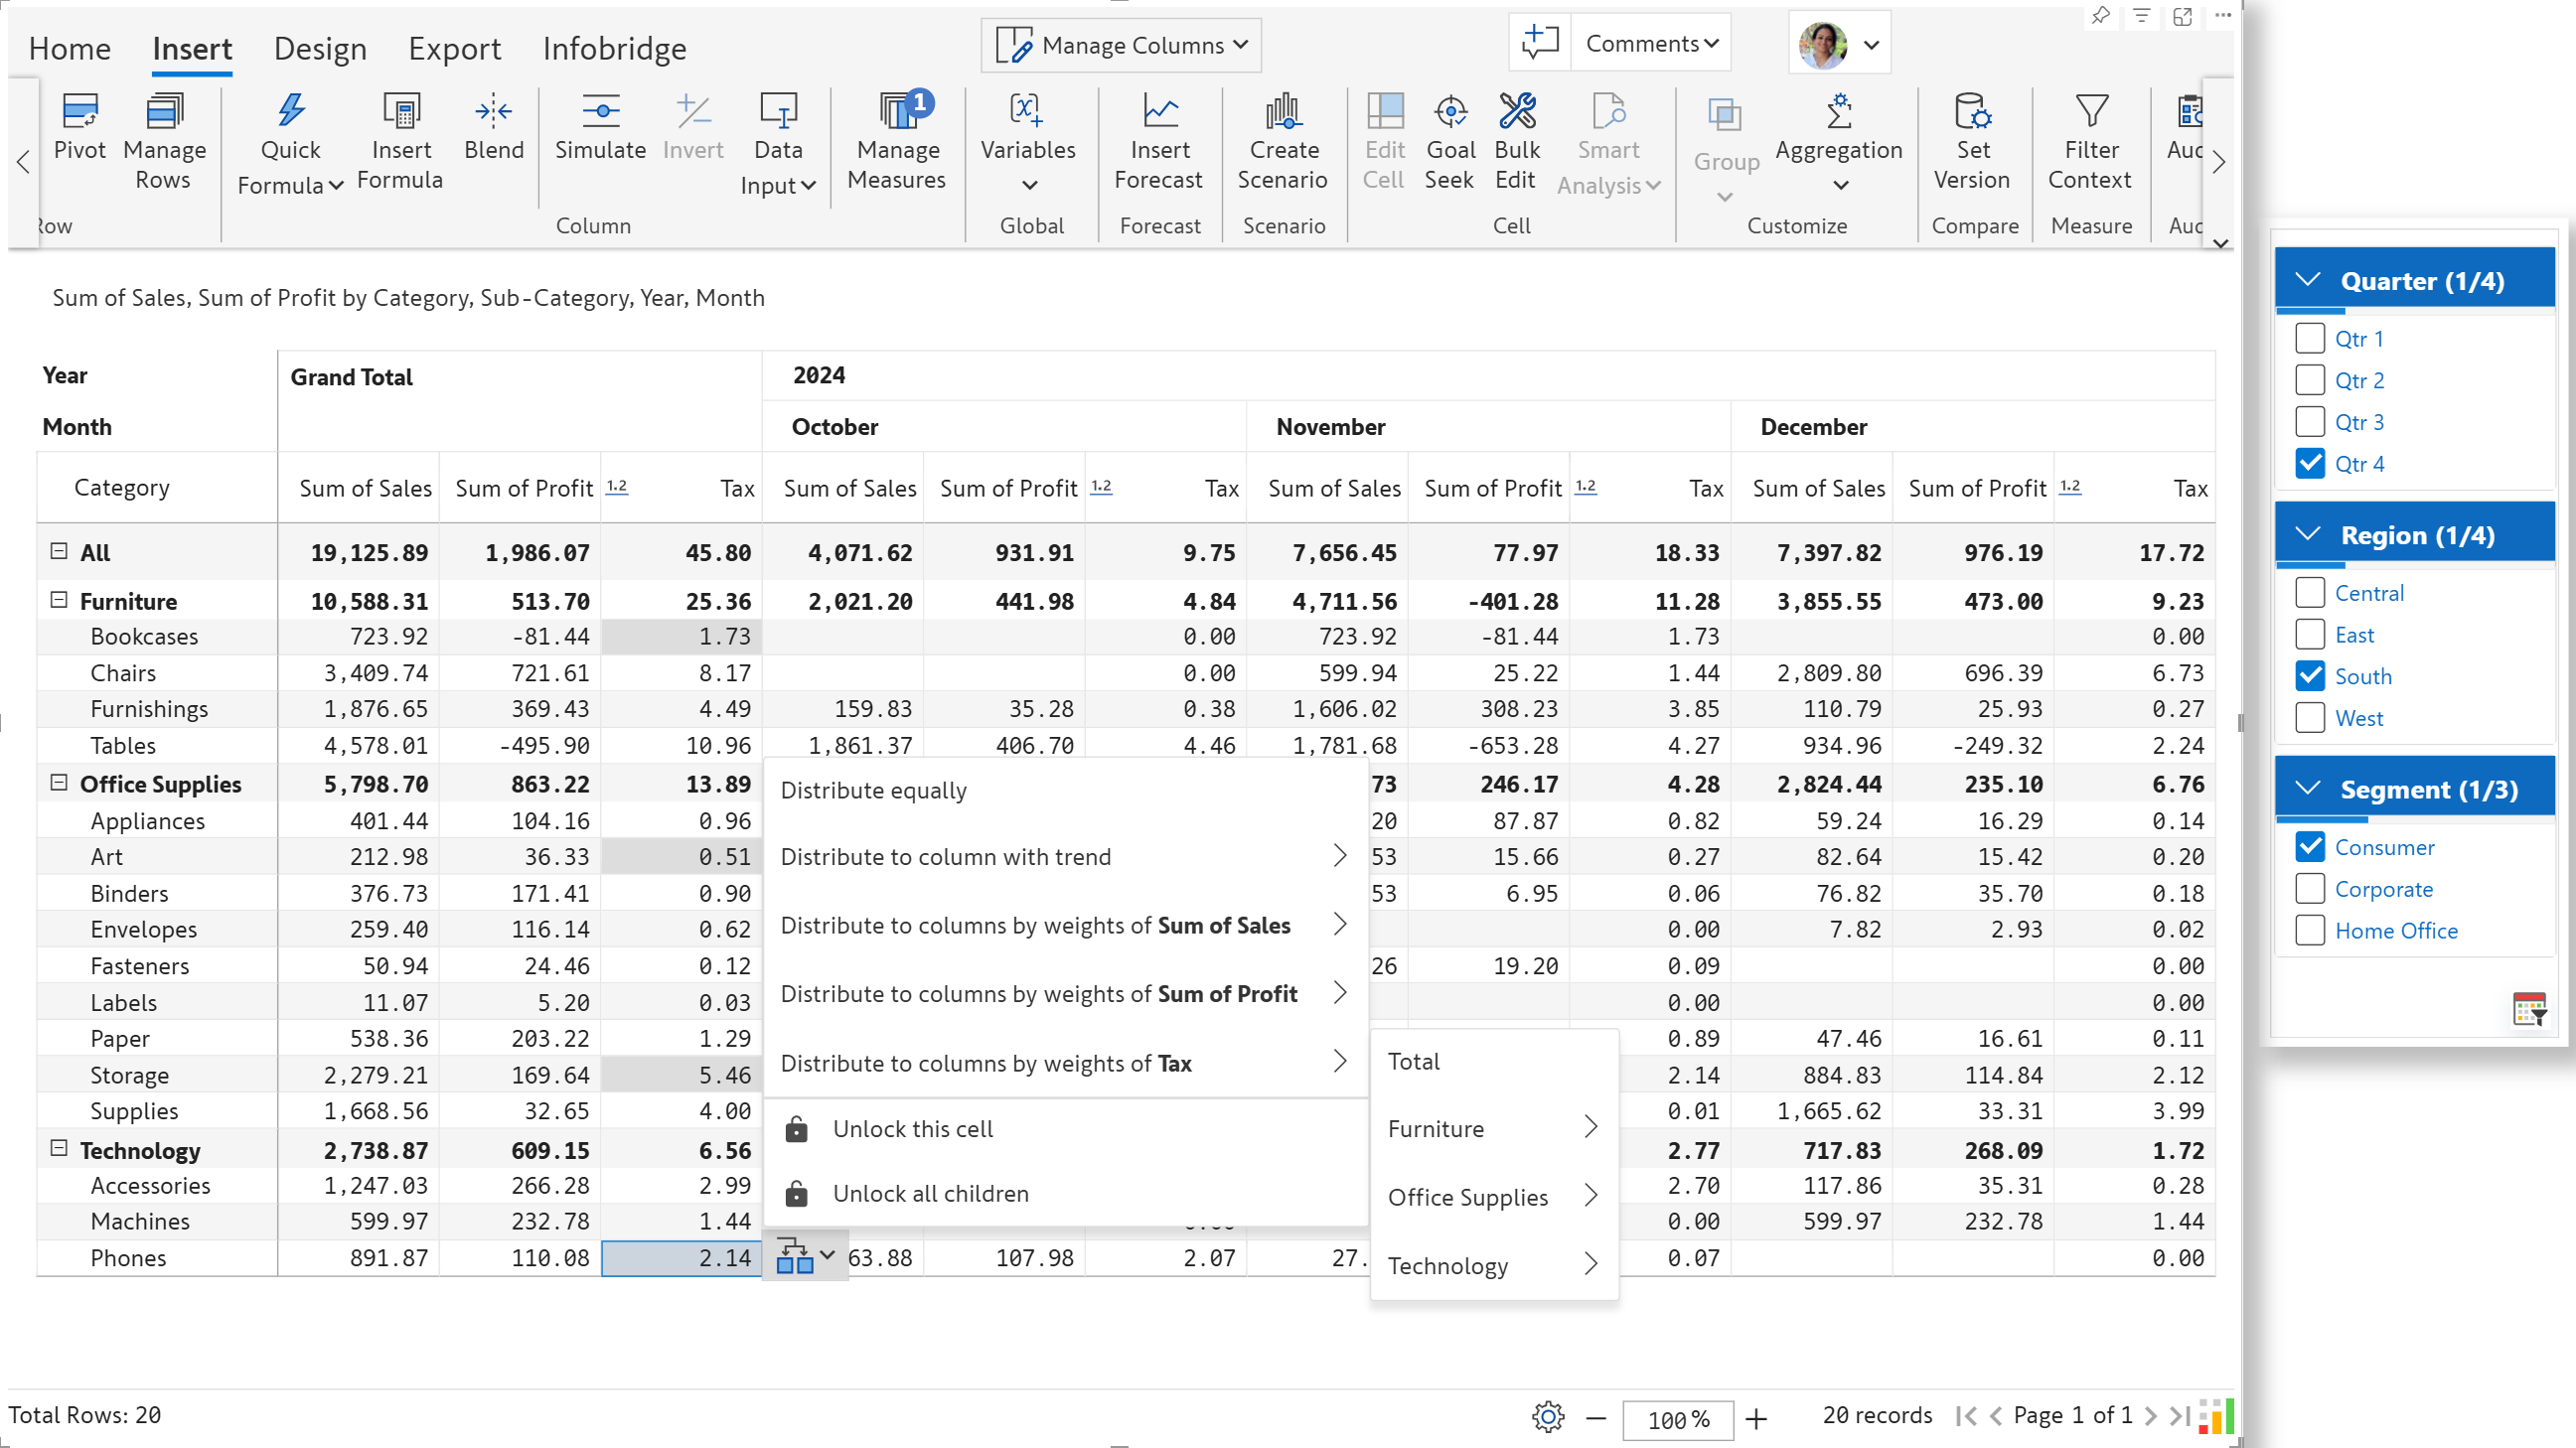 Home Insert Design Export Infobridge Manage Columns Comments
Pivot Manage Rows Quick Formula Insert Formula Blend Simulate Invert Data Input Manage Measures 1 Variables Insert Forecast Create Scenario Edit Cell Goal Seek Bulk Edit Smart Analysis Group Aggregation Set Version Filter Context
Column Global Forecast Scenario Cell Customize Compare Measure
Sum of Sales, Sum of Profit by Category, Sub-Category, Year, Month
Year Grand Total 2024
Month October November December
Category Sum of Sales Sum of Profit 1.2 Tax Sum of Sales Sum of Profit 1.2 Tax Sum of Sales Sum of Profit 1.2 Tax Sum of Sales Sum of Profit 1.2 Tax
All 19,125.89 1,986.07 45.80 4,071.62 931.91 9.75 7,656.45 77.97 18.33 7,397.82 976.19 17.72
Furniture 10,588.31 513.70 25.36 2,021.20 441.98 4.84 4,711.56 -401.28 11.28 3,855.55 473.00 9.23
Bookcases 723.92 -81.44 1.73 0.00 723.92 -81.44 1.73 0.00
Chairs 3,409.74 721.61 8.17 0.00 599.94 25.22 1.44 2,809.80 696.39 6.73
Furnishings 1,876.65 369.43 4.49 159.83 35.28 0.38 1,606.02 308.23 3.85 110.79 25.93 0.27
Tables 4,578.01 -495.90 10.96 1,861.37 406.70 4.46 1,781.68 -653.28 4.27 934.96 -249.32 2.24
Office Supplies 5,798.70 863.22 13.89 73 246.17 4.28 2,824.44 235.10 6.76
Appliances 401.44 104.16 0.96 20 87.87 0.82 59.24 16.29 0.14
Art 212.98 36.33 0.51 53 15.66 0.27 82.64 15.42 0.20
Binders 376.73 171.41 0.90 53 6.95 0.06 76.82 35.70 0.18
Envelopes 259.40 116.14 0.62 0.00 7.82 2.93 0.02
Fasteners 50.94 24.46 0.12 26 19.20 0.09 0.00
Labels 11.07 5.20 0.03 0.00 0.00
Paper 538.36 203.22 1.29 0.89 47.46 16.61 0.11
Storage 2,279.21 169.64 5.46 2.14 884.83 114.84 2.12
Supplies 1,668.56 32.65 4.00 0.01 1,665.62 33.31 3.99
Technology 2,738.87 609.15 6.56 2.77 717.83 268.09 1.72
Accessories 1,247.03 266.28 2.99 2.70 117.86 35.31 0.28
Machines 599.97 232.78 1.44 0.00 599.97 232.78 1.44
Phones 891.87 110.08 2.14 63.88 107.98 2.07 27. 0.07 0.00
Distribute equally
Distribute to column with trend
Distribute to columns by weights of Sum of Sales
Distribute to columns by weights of Sum of Profit
Distribute to columns by weights of Tax
Unlock this cell
Unlock all children
Total
Furniture
Office Supplies
Technology
Quarter (1/4)
Qtr 1
Qtr 2
Qtr 3
Qtr 4
Region (1/4)
Central
East
South
West
Segment (1/3)
Consumer
Corporate
Home Office
Total Rows: 20 100 % 20 records Page 1 of 1